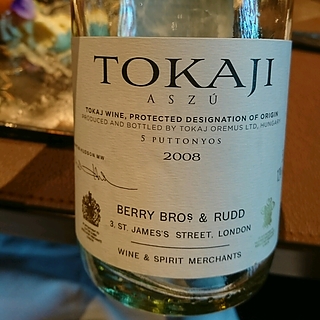 TOKAJI
ASZÚ
TOKAJ WINE, PROTECTED DESIGNATION OF ORIGIN
PRODUCED AND BOTTLED BY TOKAJ OREMUS LTD, HUNGARY
5 PUTTONYOS
2008
MW
BERRY BROS & RUDD
3, ST. JAMES'S STREET, LONDON
WINE & SPIRIT MERCHANTS